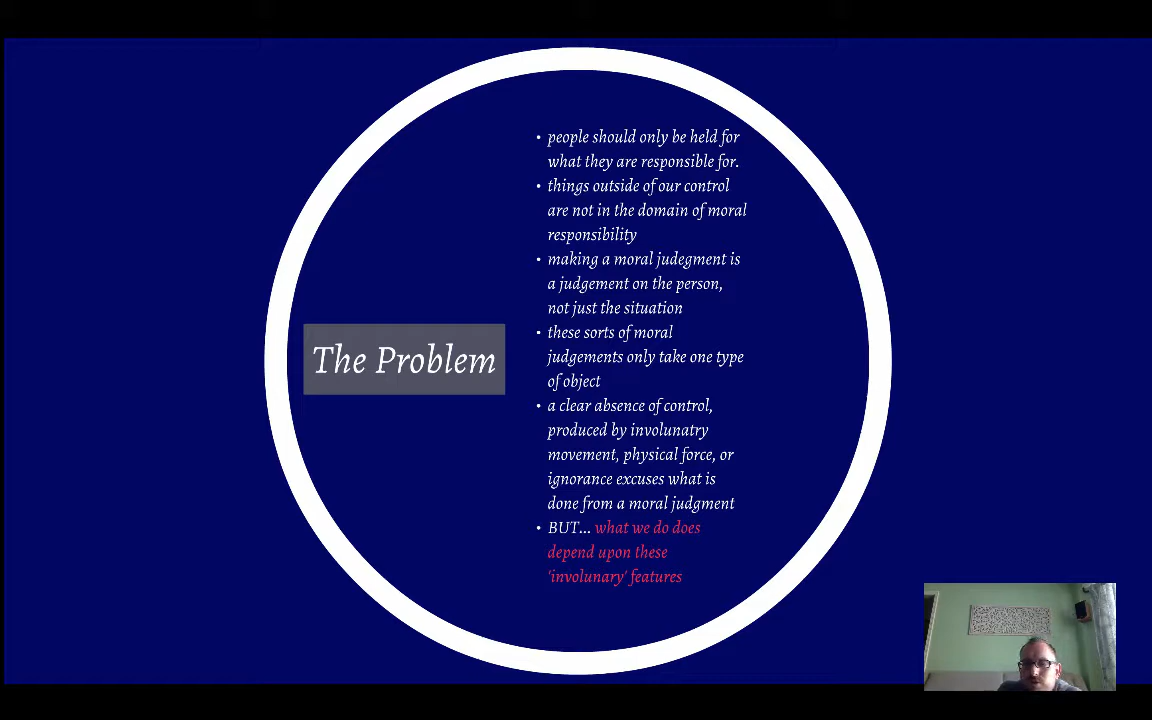 The Problem
• people should only be held for
what they are responsible for.
• things outside of our control
are not in the domain of moral
responsibility
• making a moral judegment is
a judgement on the person,
not just the situation
• these sorts of moral
judgements only take one type
of object
• a clear absence of control,
produced by involunatry
movement, physical force, or
ignorance excuses what is
done from a moral judgment
• BUT... what we do does
depend upon these
'involunary' features